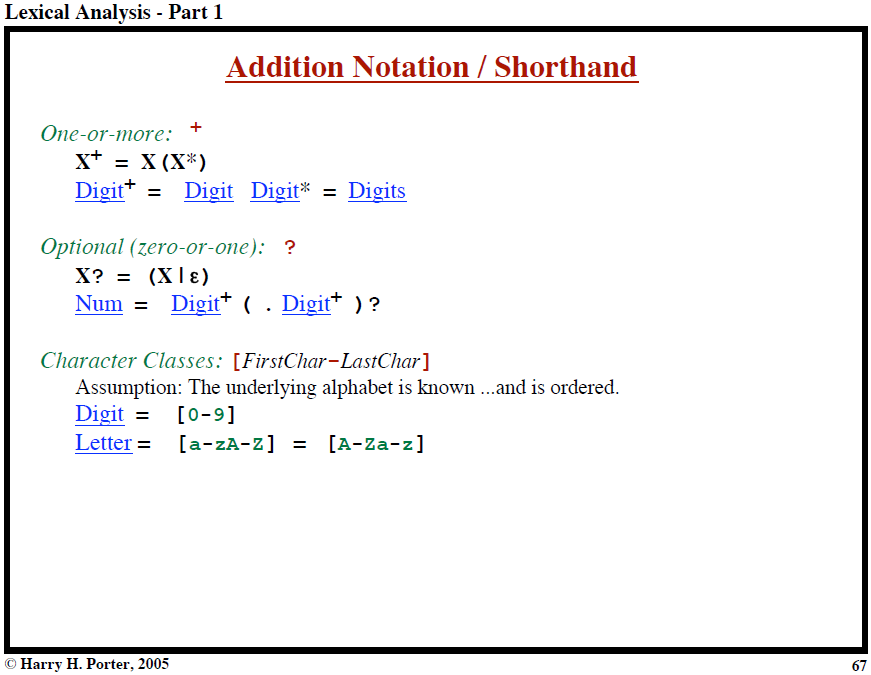 Lexical Analysis - Part 1
Addition Notation / Shorthand
One-or-more: +
X+ = X(X*)
Digit+ = Digit Digit* = Digits
Optional (zero-or-one): ?
X? = (X|ε)
Num = Digit+ ( . Digit+ )?
Character Classes: [FirstChar-LastChar]
Assumption: The underlying alphabet is known ...and is ordered.
Digit = [0-9]
Letter = [a-zA-Z] = [A-Za-z]
© Harry H. Porter, 2005
67